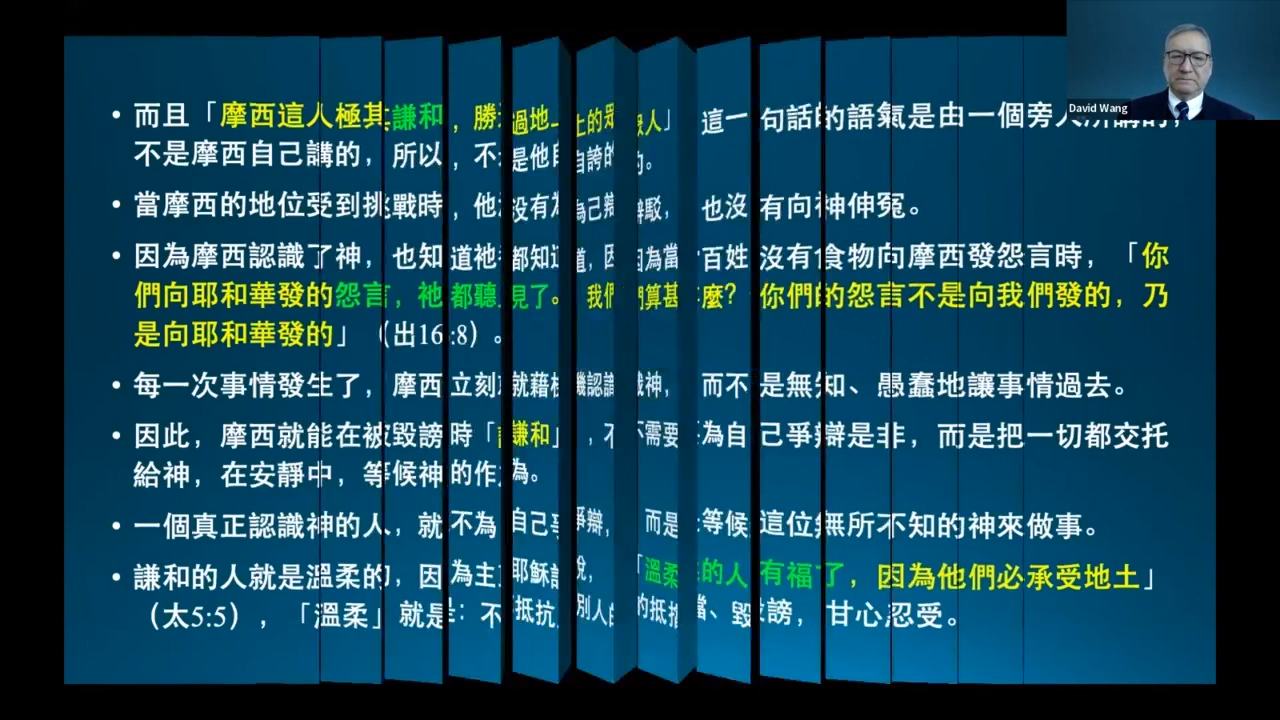 • 而且「摩西這人極其謙和，勝過地上的眾人」這一句話的語氣是由一個旁人所講的，
不是摩西自己講的，所以，不是他自誇的。
• 當摩西的地位受到挑戰時，他沒有為己辯駁，也沒有向神伸冤。
• 因為摩西認識了神，也知道祂都知道，因為當百姓沒有食物向摩西發怨言時，「你
們向耶和華發的怨言，祂都聽見了。我們算甚麼？你們的怨言不是向我們發的，乃
是向耶和華發的」（出16:8）。
• 每一次事情發生了，摩西立刻就藉機認識神，而不是無知、愚蠢地讓事情過去。
• 因此，摩西就能在被毀謗時「謙和」，不需要為自己爭辯是非，而是把一切都交托
給神，在安靜中，等候神的作為。
• 一個真正認識神的人，就不為自己爭辯，而是等候這位無所不知的神來做事。
• 謙和的人就是溫柔的，因為主耶穌說，「溫柔的人有福了，因為他們必承受地土」
（太5:5），「溫柔」就是：不抵抗別人的抵擋、毀謗，甘心忍受。
David Wang